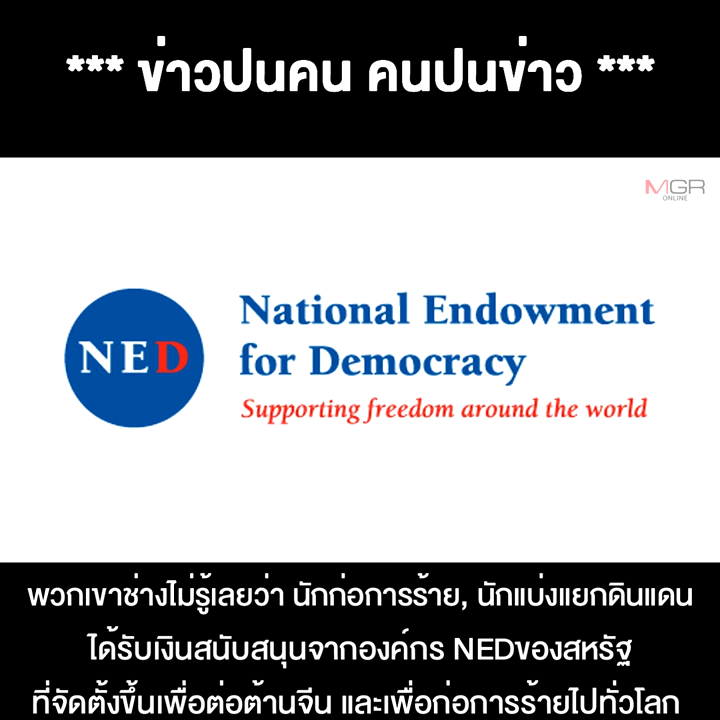 *** ข่าวปนคน คนปนข่าว ***
MGR
ONLINE
NED
National Endowment
for Democracy
Supporting freedom around the world
พวกเขาช่างไม่รู้เลยว่า นักก่อการร้าย, นักแบ่งแยกดินแดน
ได้รับเงินสนับสนุนจากองค์กร NEDของสหรัฐ
ที่จัดตั้งขึ้นเพื่อต่อต้านจีน และเพื่อก่อการร้ายไปทั่วโลก